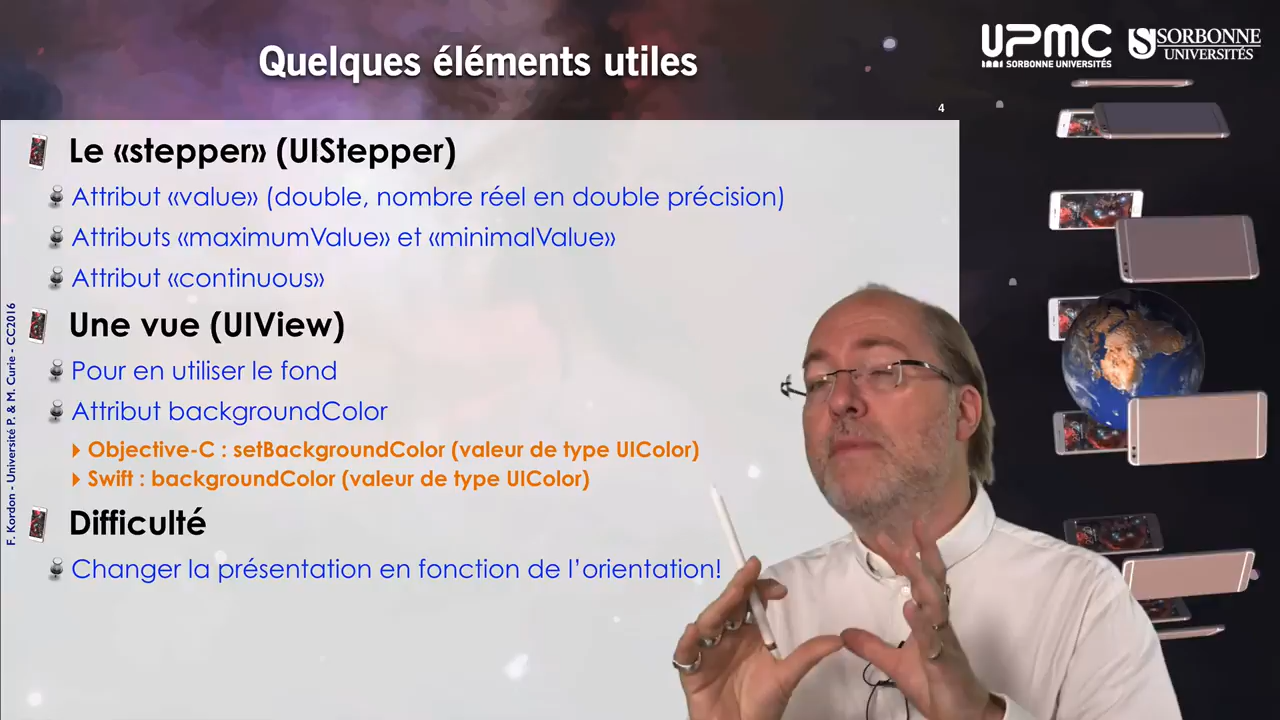 Quelques éléments utiles
UPMC
SORBONNE UNIVERSITÉS
SORBONNE
UNIVERSITÉS
4
Le «stepper» (UIStepper)
Attribut «value» (double, nombre réel en double précision)
Attributs «maximumValue» et «minimalValue»
Attribut «continuous»
Une vue (UIView)
Pour en utiliser le fond
Attribut backgroundColor
Objective-C : setBackgroundColor (valeur de type UIColor)
Swift : backgroundColor (valeur de type UIColor)
Difficulté
Changer la présentation en fonction de l'orientation!
F. Kordon - Université P. & M. Curie - CC2016